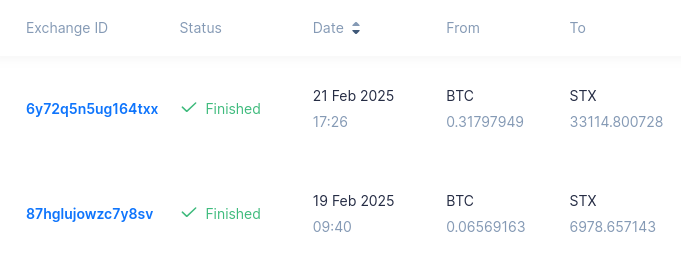 Exchange ID Status Date From To
21 Feb 2025 BTC STX
6y72q5n5ug164txx Finished
17:26 0.31797949 33114.800728
19 Feb 2025 BTC STX
87hglujowzc7y8sv Finished
09:40 0.06569163 6978.657143